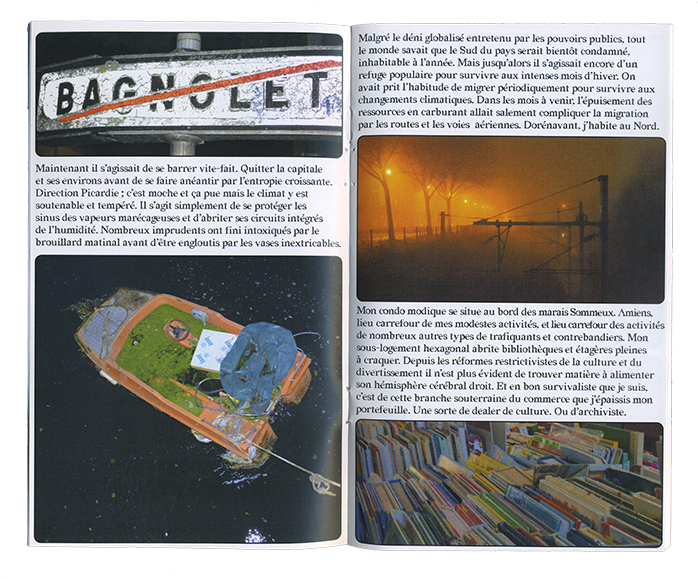 BAGNOLET
Maintenant il s'agissait de se barrer vite-fait. Quitter la capitale
et ses environs avant de se faire anéantir par l'entropie croissante.
Direction Picardie ; c'est moche et ça pue mais le climat y est
soutenable et tempéré. Il s'agit simplement de se protéger les
sinus des vapeurs marécageuses et d'abriter ses circuits intégrés
de l'humidité. Nombreux imprudents ont fini intoxiqués par le
brouillard matinal avant d'être engloutis par les vases inextricables.
Malgré le déni globalisé entretenu par les pouvoirs publics, tout
le monde savait que le Sud du pays serait bientôt condamné,
inhabitable à l'année. Mais jusqu'alors il s'agissait encore d'un
refuge populaire pour survivre aux intenses mois d'hiver. On
avait prit l'habitude de migrer périodiquement pour survivre aux
changements climatiques. Dans les mois à venir, l'épuisement des
ressources en carburant allait salement compliquer la migration
par les routes et les voies aériennes. Dorénavant, j'habite au Nord.
Mon condo modique se situe au bord des marais Sommeux. Amiens,
lieu carrefour de mes modestes activités, et lieu carrefour des activités
de nombreux autres types de trafiquants et contrebandiers. Mon
sous-logement hexagonal abrite bibliothèques et étagères pleines
à craquer. Depuis les réformes restrictivistes de la culture et du
divertissement il n'est plus évident de trouver matière à alimenter
son hémisphère cérébral droit. Et en bon survivaliste que je suis,
c'est de cette branche souterraine du commerce que j'épaissis mon
portefeuille. Une sorte de dealer de culture. Ou d'archiviste.